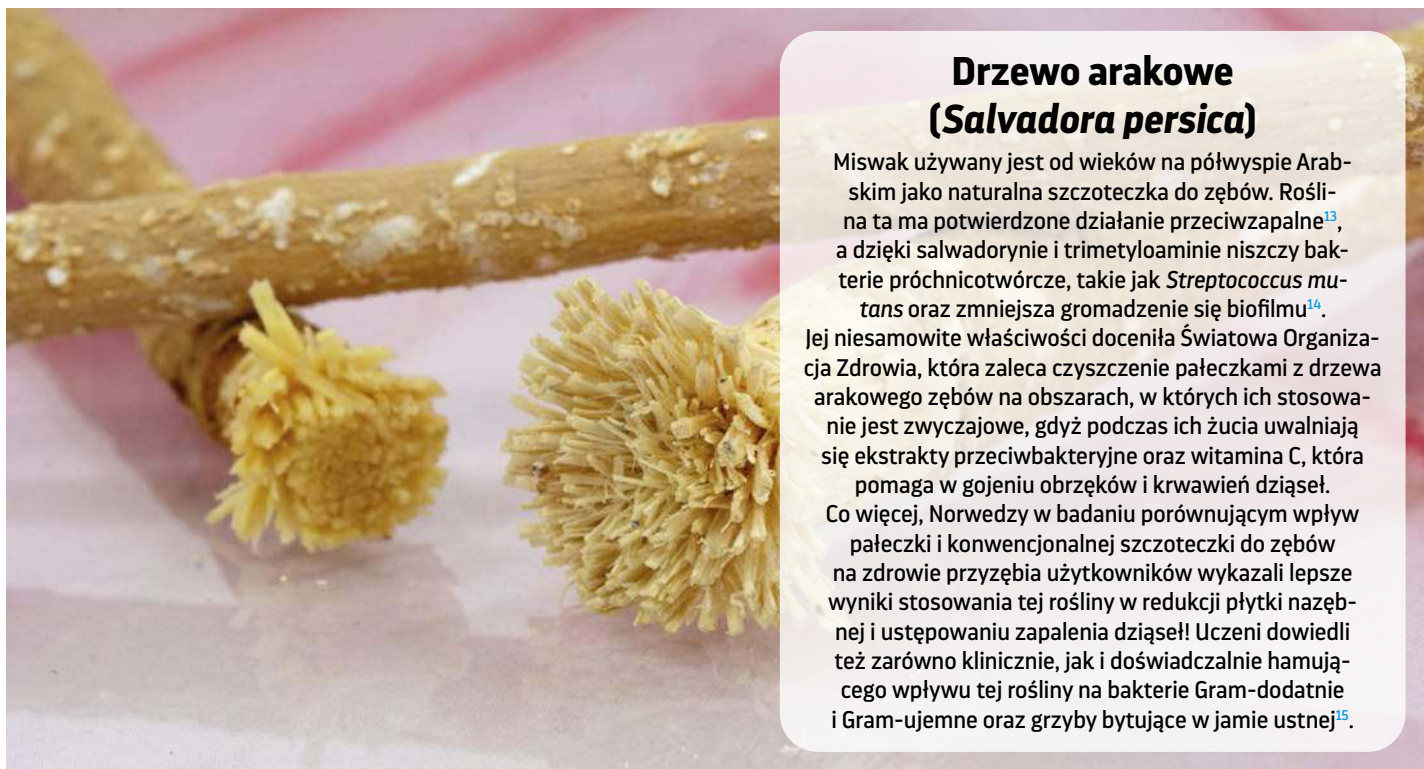 Drzewo arakowe
(Salvadora persica)
Miswak używany jest od wieków na półwyspie Arab-
skim jako naturalna szczoteczka do zębów. Rośli-
na ta ma potwierdzone działanie przeciwzapalne13,
a dzięki salwadorynie i trimetyloaminie niszczy bak-
terie próchnicotwórcze, takie jak Streptococcus mu-
tans oraz zmniejsza gromadzenie się biofilmu14.
Jej niesamowite właściwości doceniła Światowa Organiza-
cja Zdrowia, która zaleca czyszczenie pałeczkami z drzewa
arakowego zębów na obszarach, w których ich stosowa-
nie jest zwyczajowe, gdyż podczas ich żucia uwalniają
się ekstrakty przeciwbakteryjne oraz witamina C, która
pomaga w gojeniu obrzęków i krwawień dziąseł.
Co więcej, Norwedzy w badaniu porównującym wpływ
pałeczki i konwencjonalnej szczoteczki do zębów
na zdrowie przyzębia użytkowników wykazali lepsze
wyniki stosowania tej rośliny w redukcji płytki nazęb-
nej i ustępowaniu zapalenia dziąseł! Uczeni dowiedli
też zarówno klinicznie, jak i doświadczalnie hamują-
cego wpływu tej rośliny na bakterie Gram-dodatnie
i Gram-ujemne oraz grzyby bytujące w jamie ustnej15.